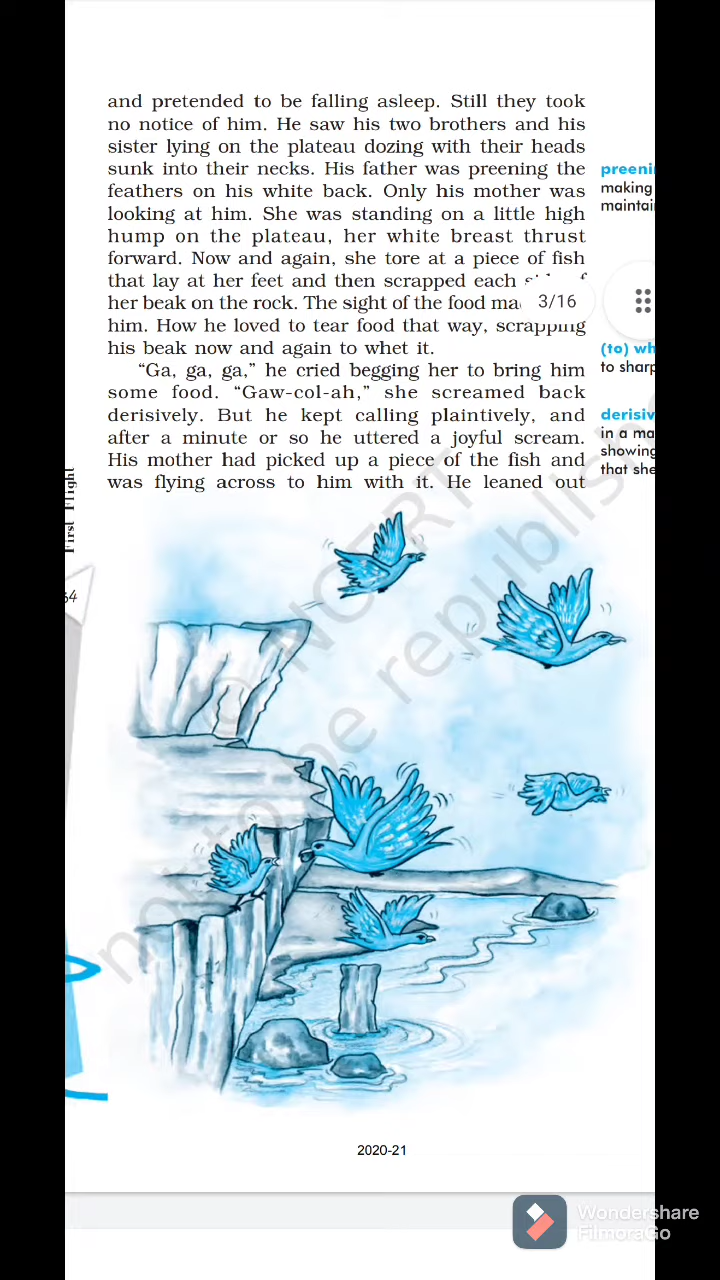 and pretended to be falling asleep. Still they took
no notice of him. He saw his two brothers and his
sister lying on the plateau dozing with their heads
sunk into their necks. His father was preening the
feathers on his white back. Only his mother was
looking at him. She was standing on a little high
hump on the plateau, her white breast thrust
forward. Now and again, she tore at a piece of fish
that lay at her feet and then scrapped each
her beak on the rock. The sight of the food
him. How he loved to tear food that way, scrapping
his beak now and again to whet it.
“Ga, ga, ga,” he cried begging her to bring him
some food. “Gaw-col-ah,” she screamed back
derisively. But he kept calling plaintively, and
after a minute or so he uttered a joyful scream.
His mother had picked up a piece of the fish and
was flying across to him with it. He leaned out
making
3/16
(to)
to
in a
showing
that she
First Flight
© NCERT
not to be republished
2020-21
Wondershare
FilmoraGo